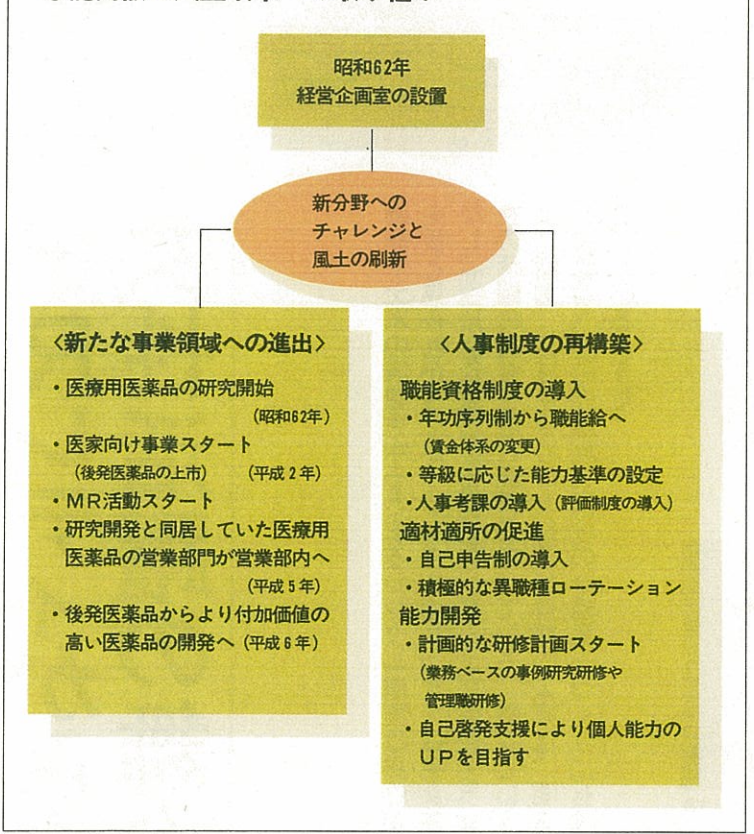 昭和62年
経営企画室の設置
新分野への
チャレンジと
風土の刷新
〈新たな事業領域への進出〉
・医療用医薬品の研究開始
(昭和62年)
・医家向け事業スタート
(後発医薬品の上市) (平成2年)
・MR活動スタート
・研究開発と同居していた医療用
医薬品の営業部門が営業部内へ
(平成5年)
・後発医薬品からより付加価値の
高い医薬品の開発へ (平成6年)
〈人事制度の再構築〉
職能資格制度の導入
・年功序列制から職能給へ
(賃金体系の変更)
・等級に応じた能力基準の設定
・人事考課の導入 (評価制度の導入)
適材適所の促進
・自己申告制の導入
・積極的な異職種ローテーション
能力開発
・計画的な研修計画スタート
(業務ベースの事例研究研修や
管理職研修)
・自己啓発支援により個人能力の
UPを目指す